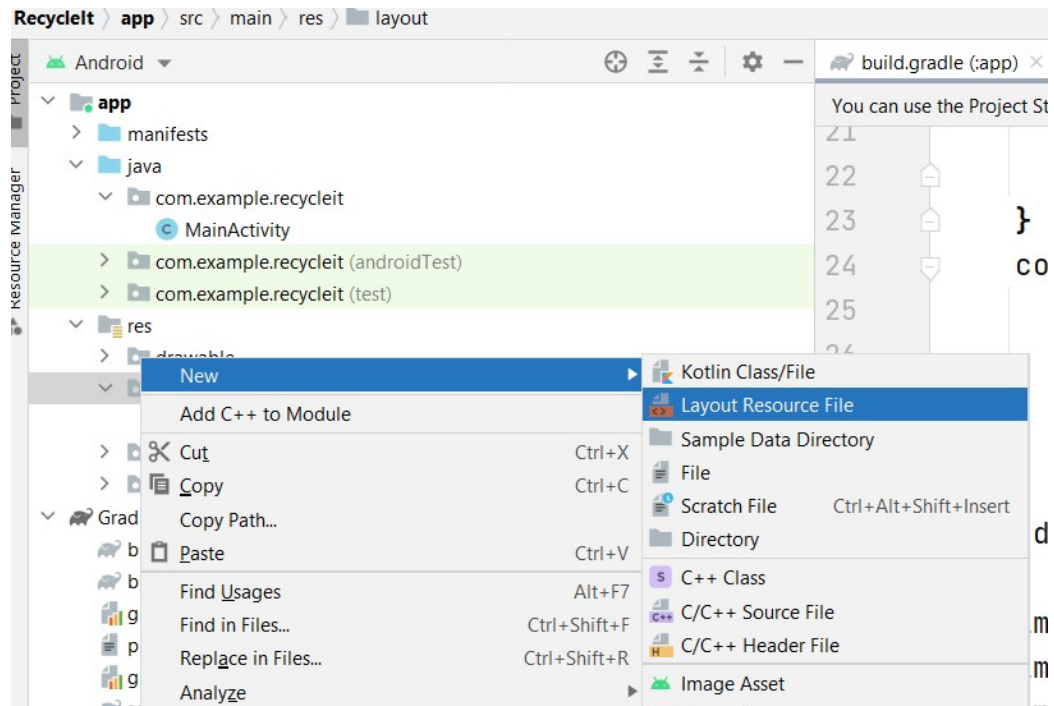 RecycleIt > app > src > main > res > layout
Project
Resource Manager
Android
build.gradle (:app)
app
You can use the Project St
manifests
21
java
22
com.example.recycleit
23 }
MainActivity
com.example.recycleit (androidTest)
24 co
com.example.recycleit (test)
25
res
drawable
26
New
Kotlin Class/File
Add C++ to Module
Layout Resource File
Cut Ctrl+X
Sample Data Directory
Copy Ctrl+C
File
Copy Path...
Scratch File Ctrl+Alt+Shift+Insert
Paste Ctrl+V
Directory
Find Usages Alt+F7
C++ Class
Find in Files... Ctrl+Shift+F
C/C++ Source File
Replace in Files... Ctrl+Shift+R
C/C++ Header File
Analyze
Image Asset
Grad
b
b
g
p
g
d
m
m